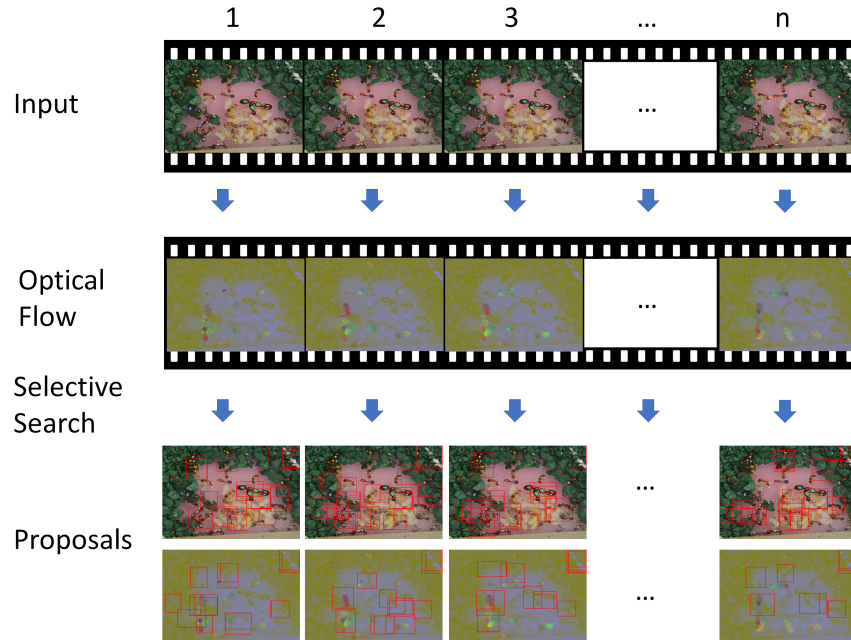 1 2 3 ... n
Input
...
Optical
Flow
...
Selective
Search
...
Proposals
...